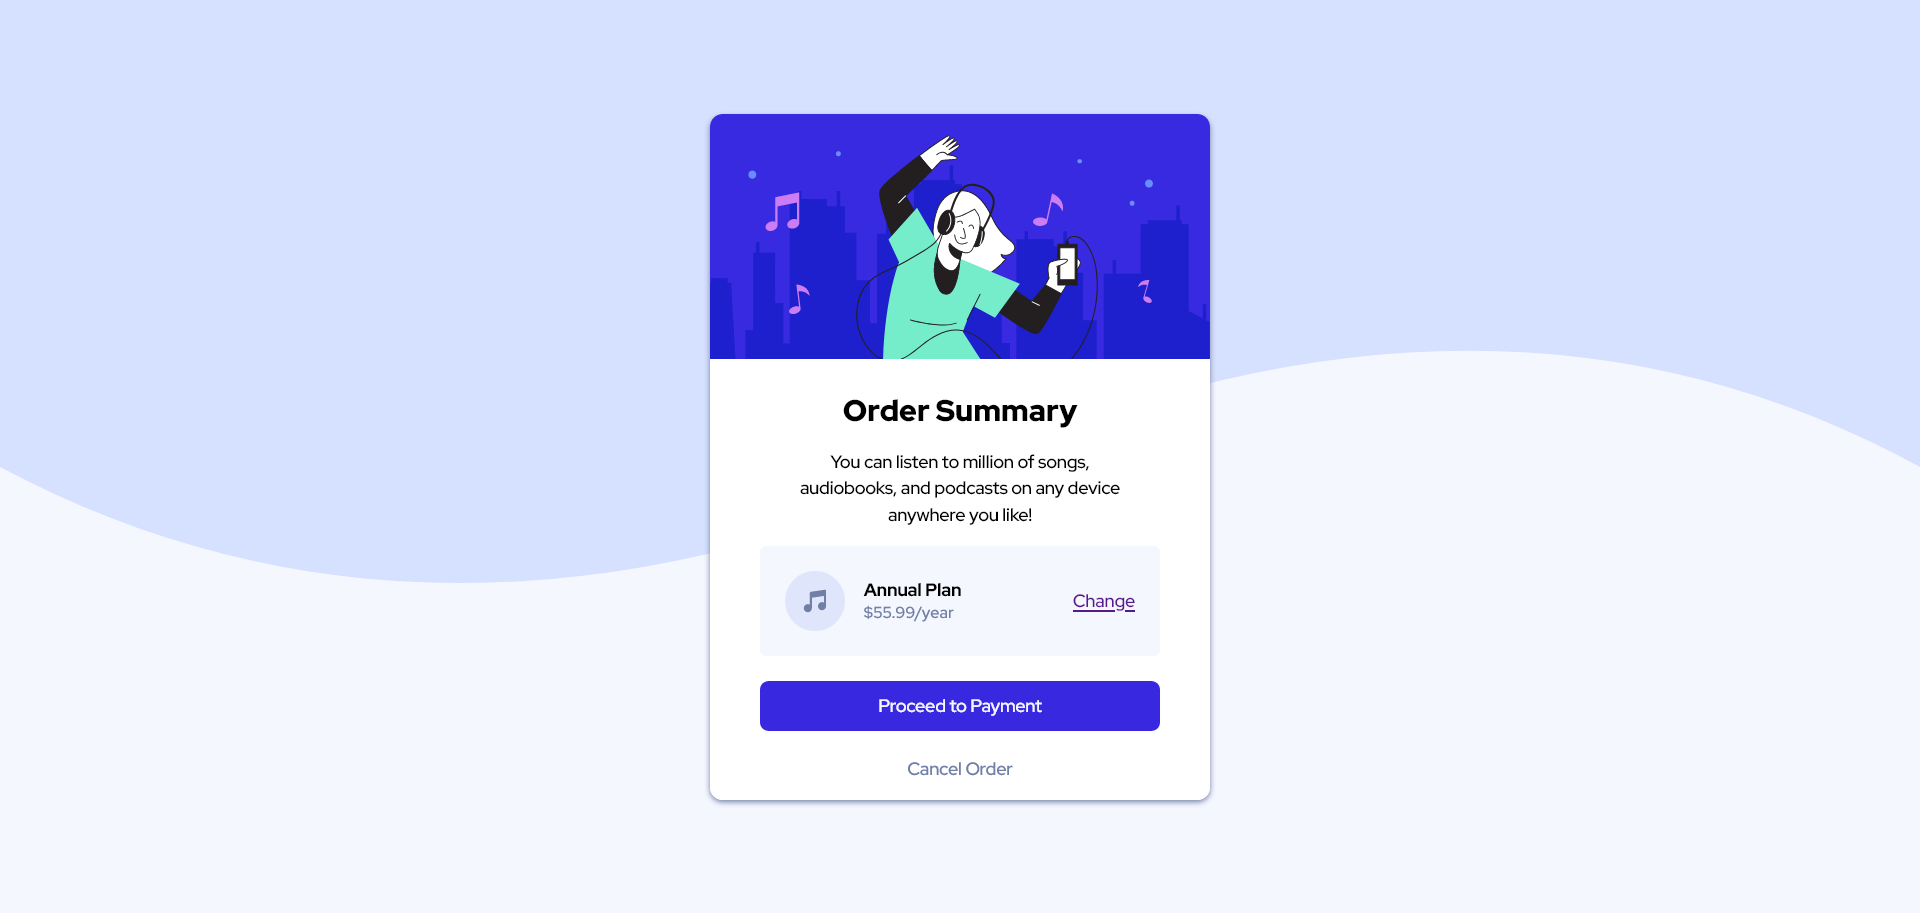 Order Summary
You can listen to million of songs,
audiobooks, and podcasts on any device
anywhere you like!
Annual Plan
$55.99/year
Change
Proceed to Payment
Cancel Order